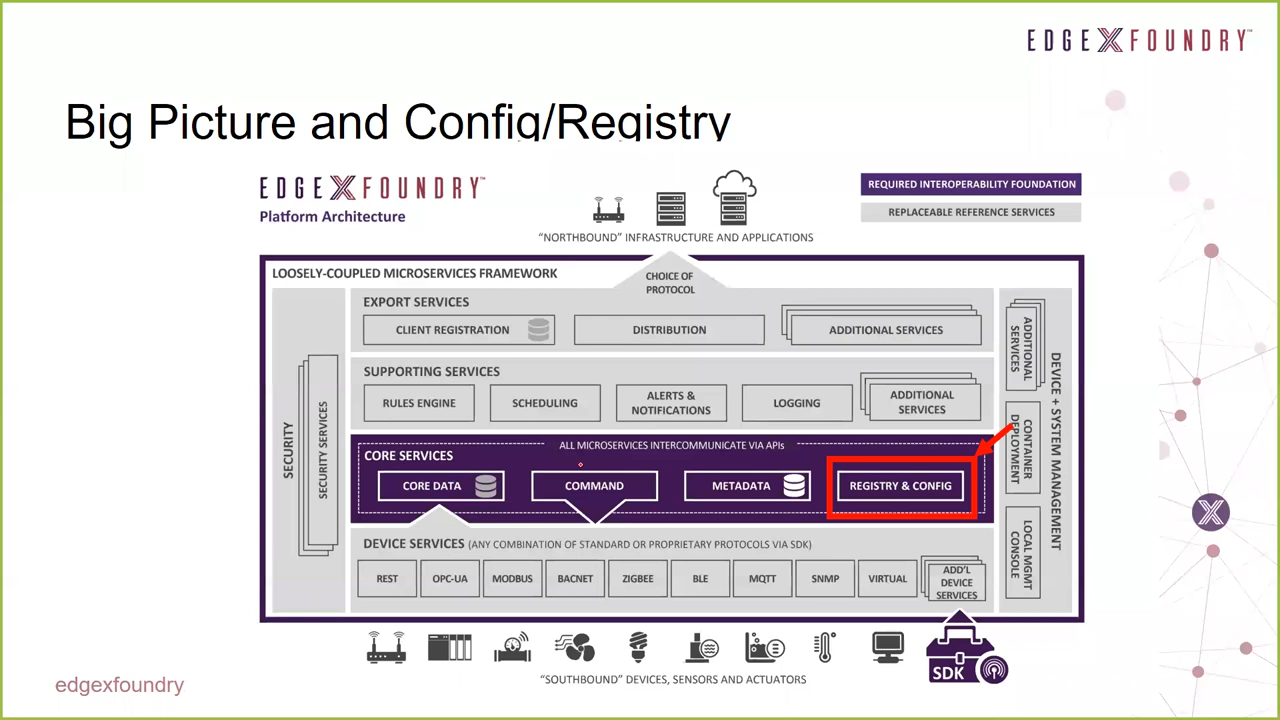 EDGE X FOUNDRY™
Big Picture and Config/Registry
EDGE X FOUNDRY™
Platform Architecture
REQUIRED INTEROPERABILITY FOUNDATION
REPLACEABLE REFERENCE SERVICES
“NORTHBOUND” INFRASTRUCTURE AND APPLICATIONS
LOOSELY-COUPLED MICROSERVICES FRAMEWORK
CHOICE OF
PROTOCOL
SECURITY
SECURITY SERVICES
EXPORT SERVICES
CLIENT REGISTRATION
DISTRIBUTION
ADDITIONAL SERVICES
SUPPORTING SERVICES
RULES ENGINE
SCHEDULING
ALERTS &
NOTIFICATIONS
LOGGING
ADDITIONAL
SERVICES
ALL MICROSERVICES INTERCOMMUNICATE VIA APIs
CORE SERVICES
CORE DATA
COMMAND
METADATA
REGISTRY & CONFIG
DEVICE SERVICES (ANY COMBINATION OF STANDARD OR PROPRIETARY PROTOCOLS VIA SDK)
REST
OPC-UA
MODBUS
BACNET
ZIGBEE
BLE
MQTT
SNMP
VIRTUAL
ADD'L
DEVICE
SERVICES
ADDITIONAL
SERVICES
CONTAINER
DEPLOYMENT
LOCAL MGMT
CONSOLE
DEVICE + SYSTEM MANAGEMENT
SDK
“SOUTHBOUND” DEVICES, SENSORS AND ACTUATORS
edgexfoundry
X